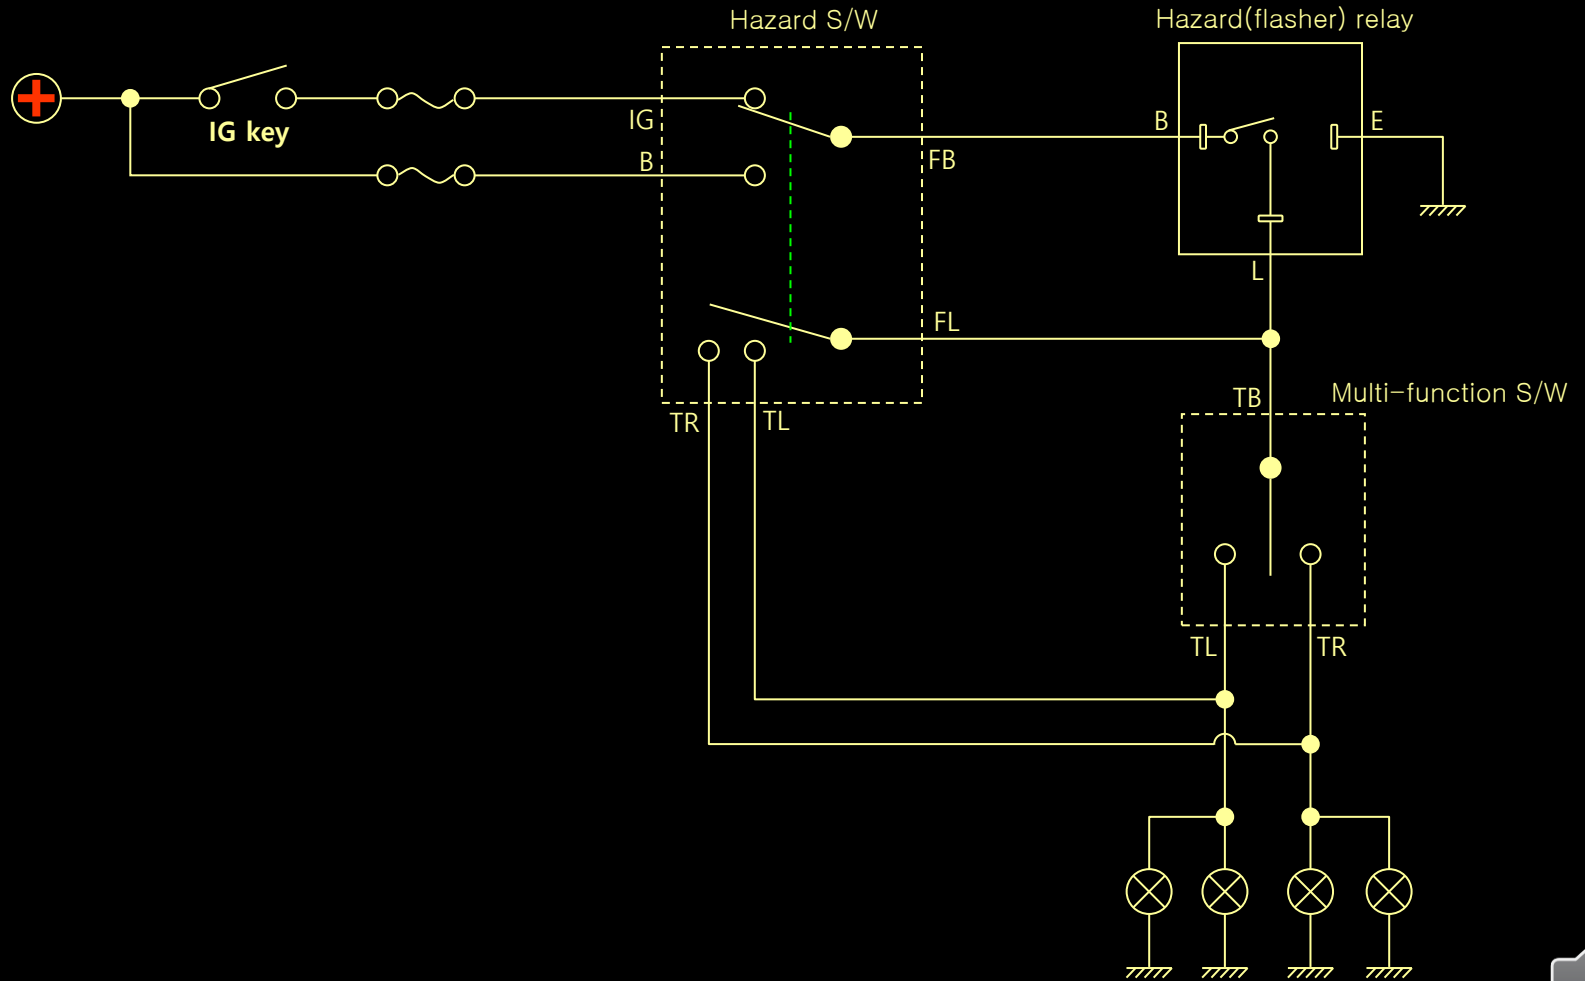 Hazard S/W
Hazard(flasher) relay
IG key
IG
B
FB
B
E
L
FL
TR
TL
TB
Multi-function S/W
TL
TR